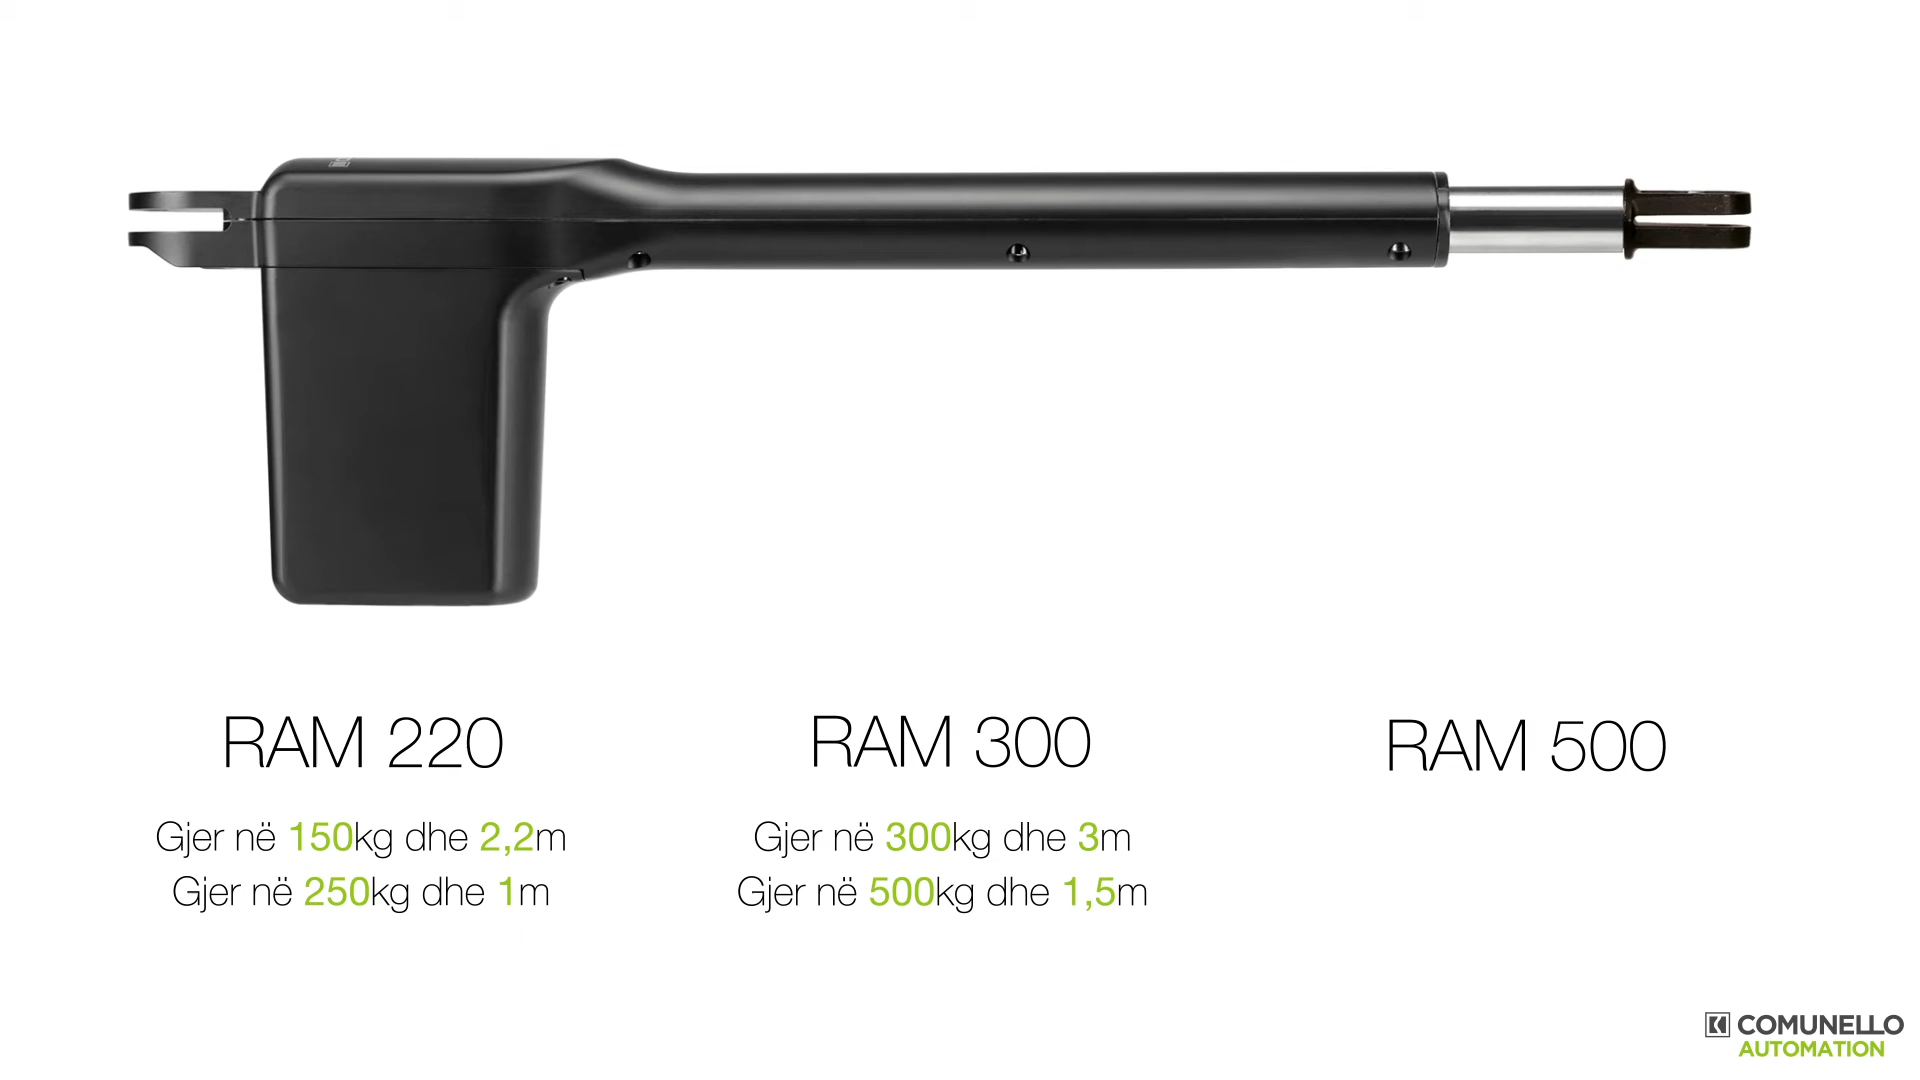 RAM 220
Gjer në 150kg dhe 2,2m
Gjer në 250kg dhe 1m
RAM 300
Gjer në 300kg dhe 3m
Gjer në 500kg dhe 1,5m
RAM 500
COMUNELLO
AUTOMATION